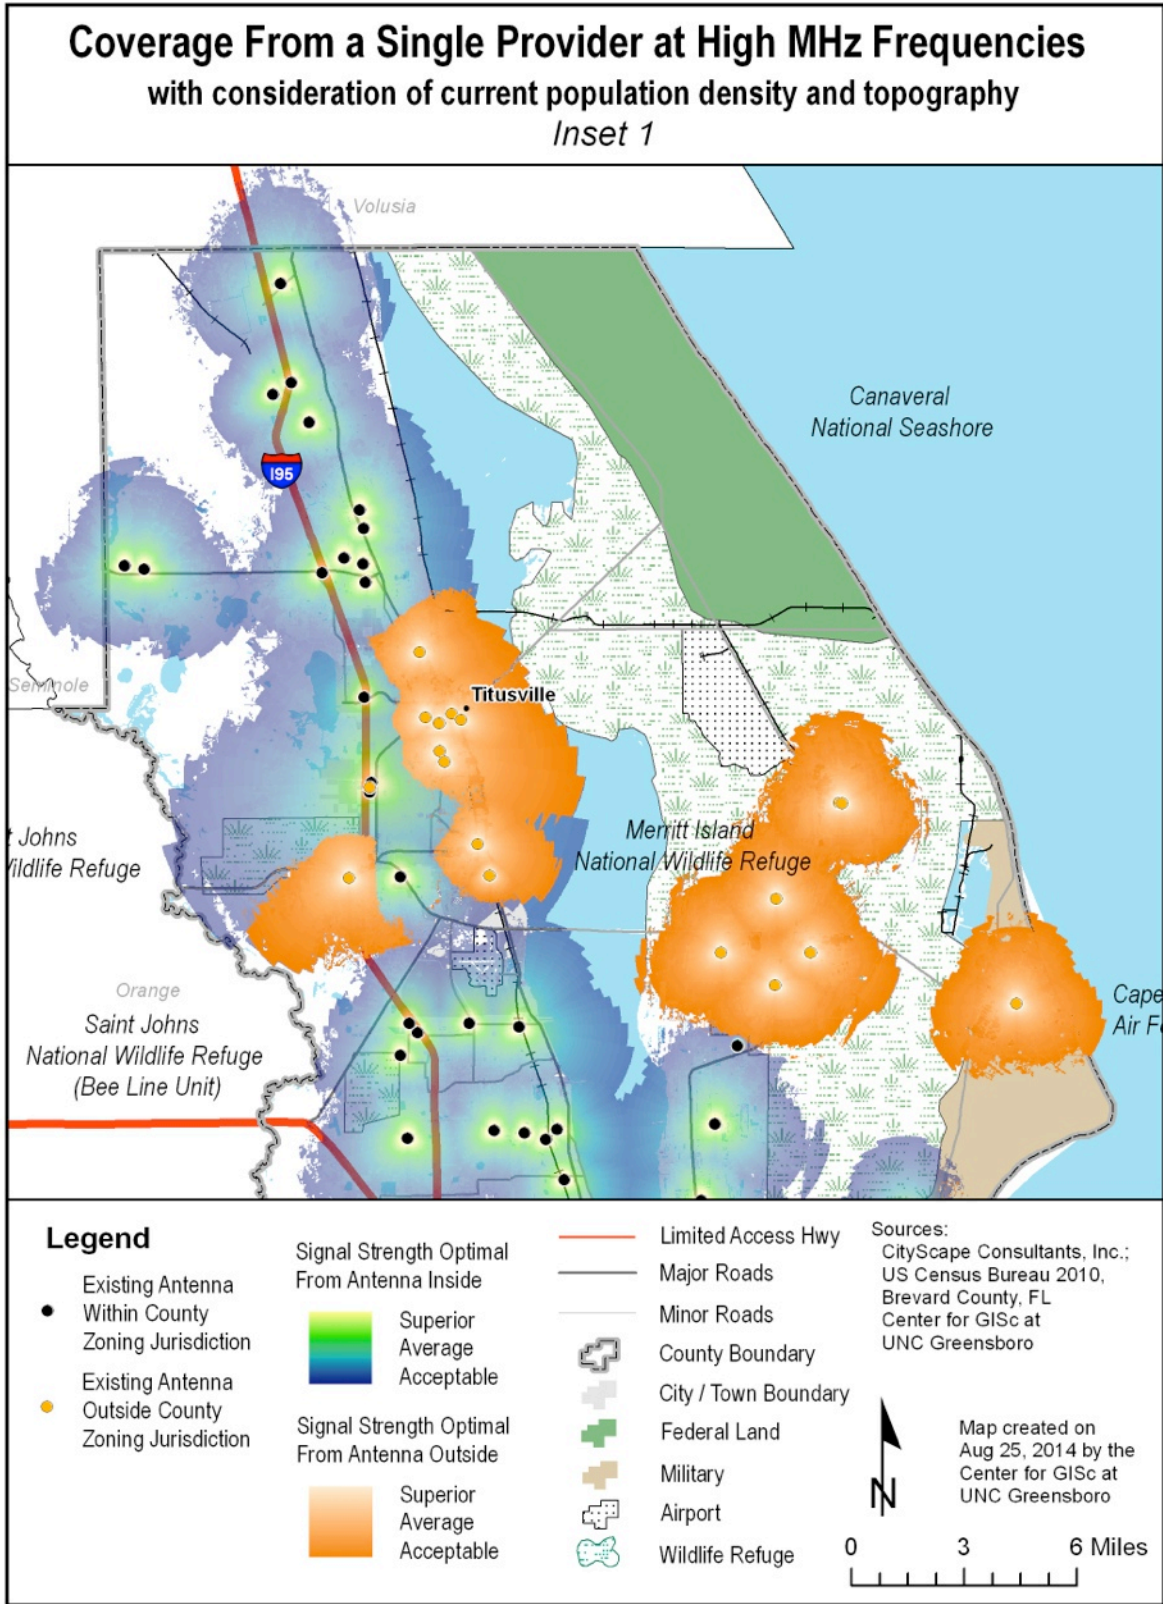 Coverage From a Single Provider at High MHz Frequencies
with consideration of current population density and topography
Inset 1
Volusia
Canaveral
National Seashore
I95
Seminole
Titusville
Merritt Island
National Wildlife Refuge
t Johns
Wildlife Refuge
Orange
Saint Johns
National Wildlife Refuge
(Bee Line Unit)
Cape
Air F
Legend
Existing Antenna
Within County
Zoning Jurisdiction
Existing Antenna
Outside County
Zoning Jurisdiction
Signal Strength Optimal
From Antenna Inside
Superior
Average
Acceptable
Signal Strength Optimal
From Antenna Outside
Superior
Average
Acceptable
Limited Access Hwy
Major Roads
Minor Roads
County Boundary
City / Town Boundary
Federal Land
Military
Airport
Wildlife Refuge
Sources:
CityScape Consultants, Inc.;
US Census Bureau 2010,
Brevard County, FL
Center for GISc at
UNC Greensboro
N
Map created on
Aug 25, 2014 by the
Center for GISc at
UNC Greensboro
0 3 6 Miles